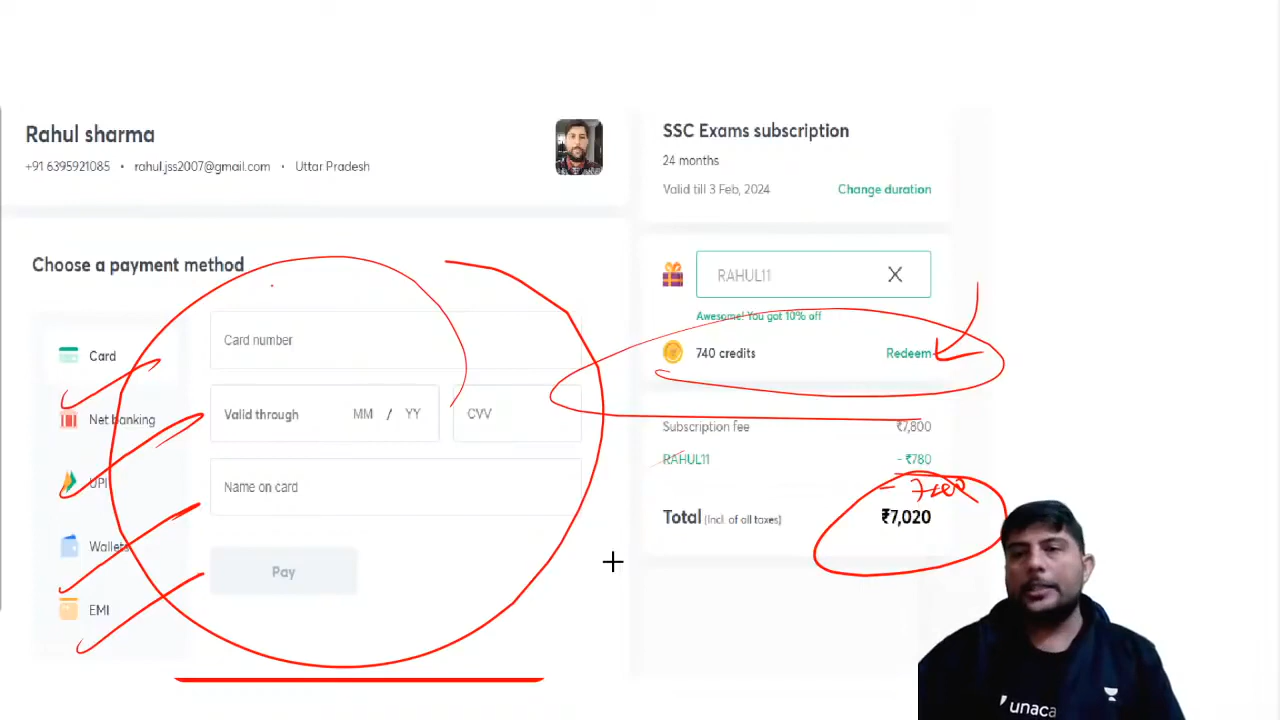 Rahul sharma
+91 6395921085 • rahul.jss2007@gmail.com • Uttar Pradesh
Choose a payment method
Card
Net banking
UPI
Wallets
EMI
Card number
Valid through MM / YY
CVV
Name on card
Pay
SSC Exams subscription
24 months
Valid till 3 Feb, 2024 Change duration
RAHUL11 X
Awesome! You got 10% off
740 credits Redeem
Subscription fee ₹7,800
RAHUL11 - ₹780
Total (Incl. of all taxes) ₹7,020
unaca